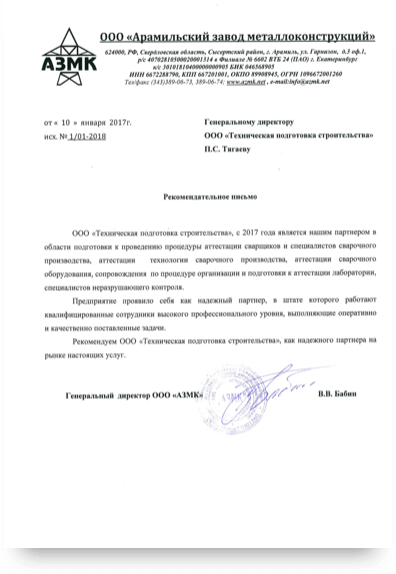 ООО «Арамильский завод металлоконструкций»
АЗМК
624000, РФ, Свердловская область, Сысертский район, г. Арамиль, ул. Гарнизон, д.3 оф.1,
р/с 40702810500020001314 в Филиале № 6602 ВТБ 24 (ПАО) г. Екатеринбург
к/с 30101810400000000905 БИК 046568905
ИНН 6672288790, КПП 667201001, ОКПО 89908945, ОГРН 1096672001260
Тел/факс (343)389-06-73, 389-06-74; www.azmk.net , e-mail:info@azmk.net
от « 10 » января 2017г.
исх. № 1/01-2018
Генеральному директору
ООО «Техническая подготовка строительства»
П.С. Тягаеву
Рекомендательное письмо
ООО «Техническая подготовка строительства», с 2017 года является нашим партнером в
области подготовки к проведению процедуры аттестации сварщиков и специалистов сварочного
производства, аттестации технологии сварочного производства, аттестации сварочного
оборудования, сопровождения по процедуре организации и подготовки к аттестации лаборатории,
специалистов неразрушающего контроля.
Предприятие проявило себя как надежный партнер, в штате которого работают
квалифицированные сотрудники высокого профессионального уровня, выполняющие оперативно
и качественно поставленные задачи.
Рекомендуем ООО «Техническая подготовка строительства», как надежного партнера на
рынке настоящих услуг.
Генеральный директор ООО «АЗМК»
В.В. Бабин